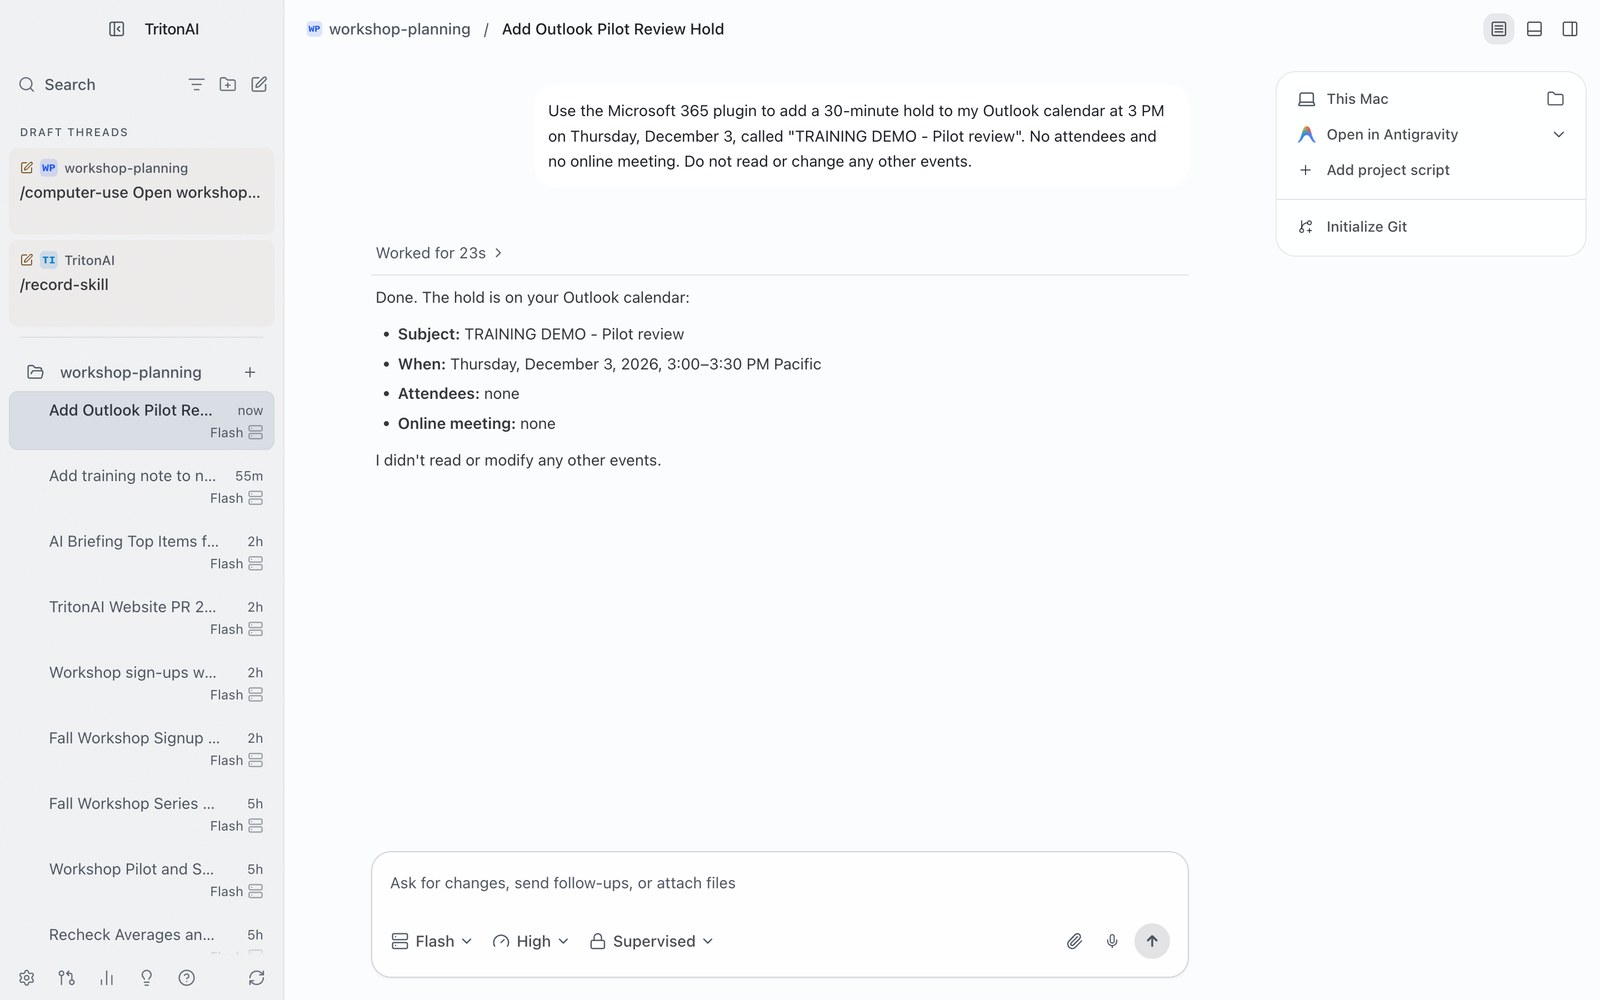 TritonAI
Search
DRAFT THREADS
WP workshop-planning
/computer-use Open workshop...
TI TritonAI
/record-skill
workshop-planning
Add Outlook Pilot Re... now
Flash
Add training note to n... 55m
Flash
AI Briefing Top Items f... 2h
Flash
TritonAI Website PR 2... 2h
Flash
Workshop sign-ups w... 2h
Flash
Fall Workshop Signup ... 2h
Flash
Fall Workshop Series ... 5h
Flash
Workshop Pilot and S... 5h
Flash
Recheck Averages an... 5h
WP workshop-planning / Add Outlook Pilot Review Hold
Use the Microsoft 365 plugin to add a 30-minute hold to my Outlook calendar at 3 PM
on Thursday, December 3, called "TRAINING DEMO - Pilot review". No attendees and
no online meeting. Do not read or change any other events.
Worked for 23s
Done. The hold is on your Outlook calendar:
• Subject: TRAINING DEMO - Pilot review
• When: Thursday, December 3, 2026, 3:00–3:30 PM Pacific
• Attendees: none
• Online meeting: none
I didn't read or modify any other events.
Ask for changes, send follow-ups, or attach files
Flash High Supervised
This Mac
Open in Antigravity
Add project script
Initialize Git